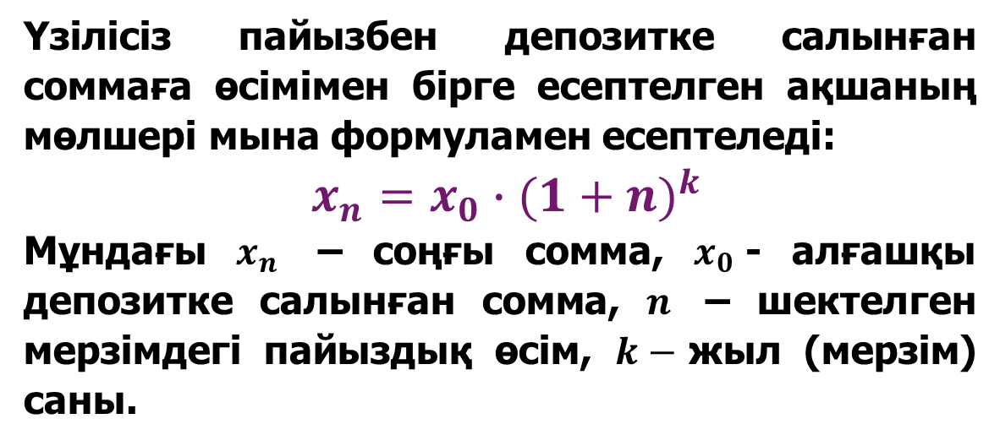 Үзілісіз пайызбен депозитке салынған
соммаға өсімімен бірге есептелген ақшаның
мөлшері мына формуламен есептеледі:
xₙ = x₀ · (1 + n)ᵏ
Мұндағы xₙ – соңғы сомма, x₀ - алғашқы
депозитке салынған сомма, n – шектелген
мерзімдегі пайыздық өсім, k – жыл (мерзім)
саны.